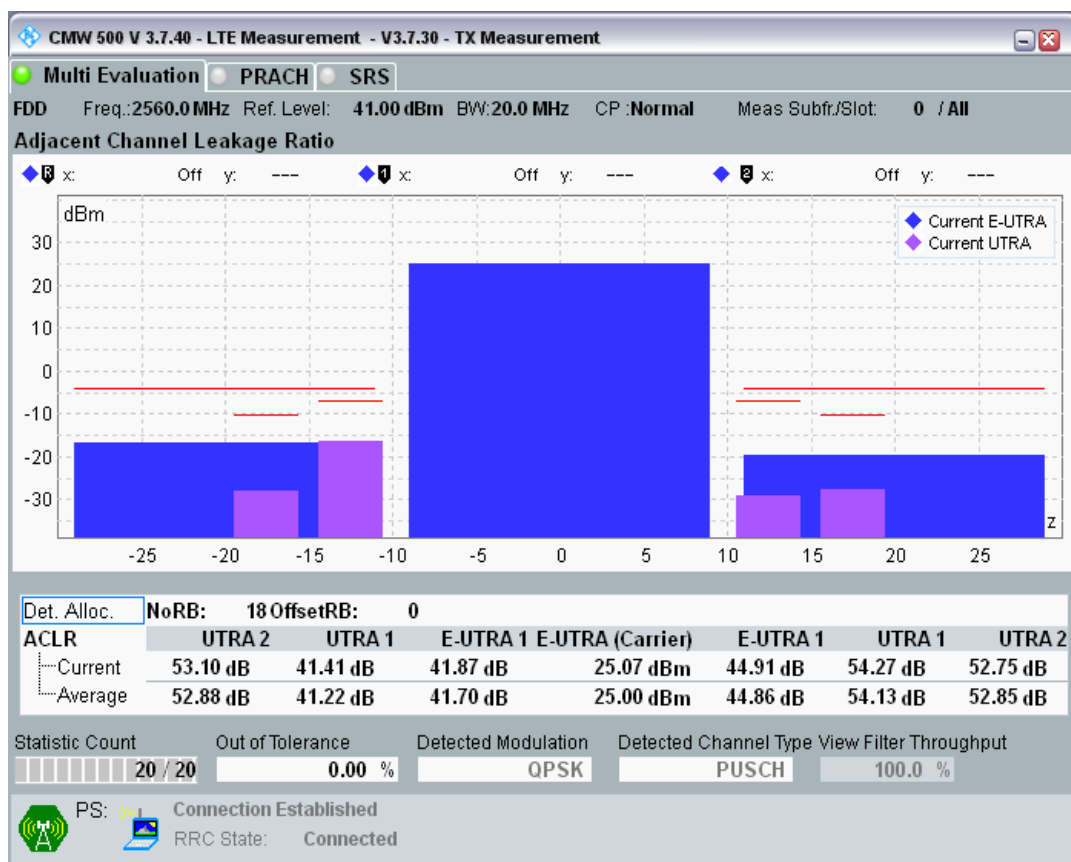 CMW 500 V 3.7.40 - LTE Measurement - V3.7.30 - TX Measurement
Multi Evaluation PRACH SRS
FDD Freq.:2560.0 MHz Ref. Level: 41.00 dBm BW:20.0 MHz CP :Normal Meas Subfr./Slot: 0 / All
Adjacent Channel Leakage Ratio
R x: Off y: --- 1 x: Off y: --- 2 x: Off y: ---
dBm
Current E-UTRA
Current UTRA
30
20
10
0
-10
-20
-30
z
-25 -20 -15 -10 -5 0 5 10 15 20 25
Det. Alloc. NoRB: 18 OffsetRB: 0
ACLR UTRA 2 UTRA 1 E-UTRA 1 E-UTRA (Carrier) E-UTRA 1 UTRA 1 UTRA 2
Current 53.10 dB 41.41 dB 41.87 dB 25.07 dBm 44.91 dB 54.27 dB 52.75 dB
Average 52.88 dB 41.22 dB 41.70 dB 25.00 dBm 44.86 dB 54.13 dB 52.85 dB
Statistic Count Out of Tolerance Detected Modulation Detected Channel Type View Filter Throughput
20 / 20 0.00 % QPSK PUSCH 100.0 %
PS: Connection Established
RRC State: Connected